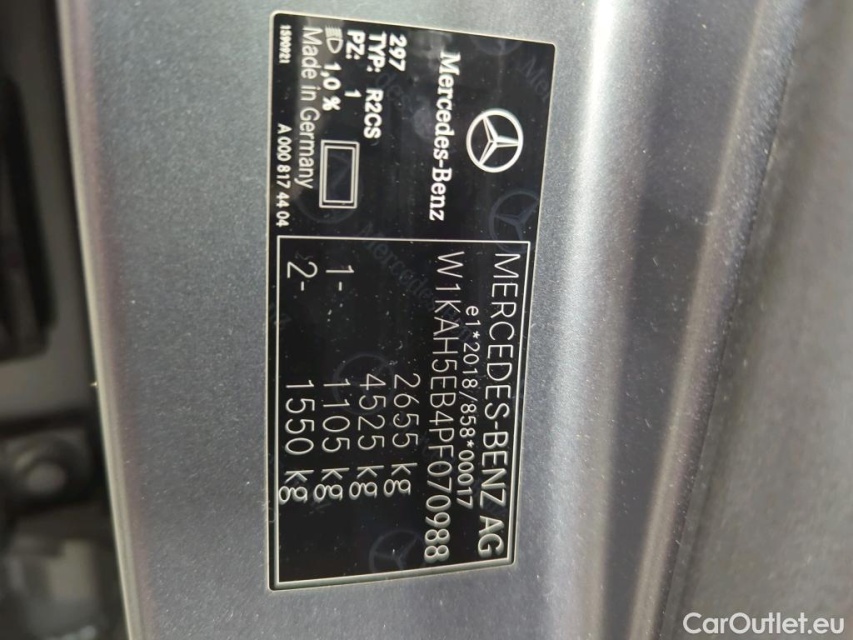 Mercedes-Benz
297
TYP: R2CS
PZ: 1
1,0 %
Made in Germany
1590921
A 000 817 44 04
MERCEDES-BENZ AG
e1*2018/858*00017
W1KAH5EB4PF070988
2655 kg
4525 kg
1- 1105 kg
2- 1550 kg
CarOutlet.eu